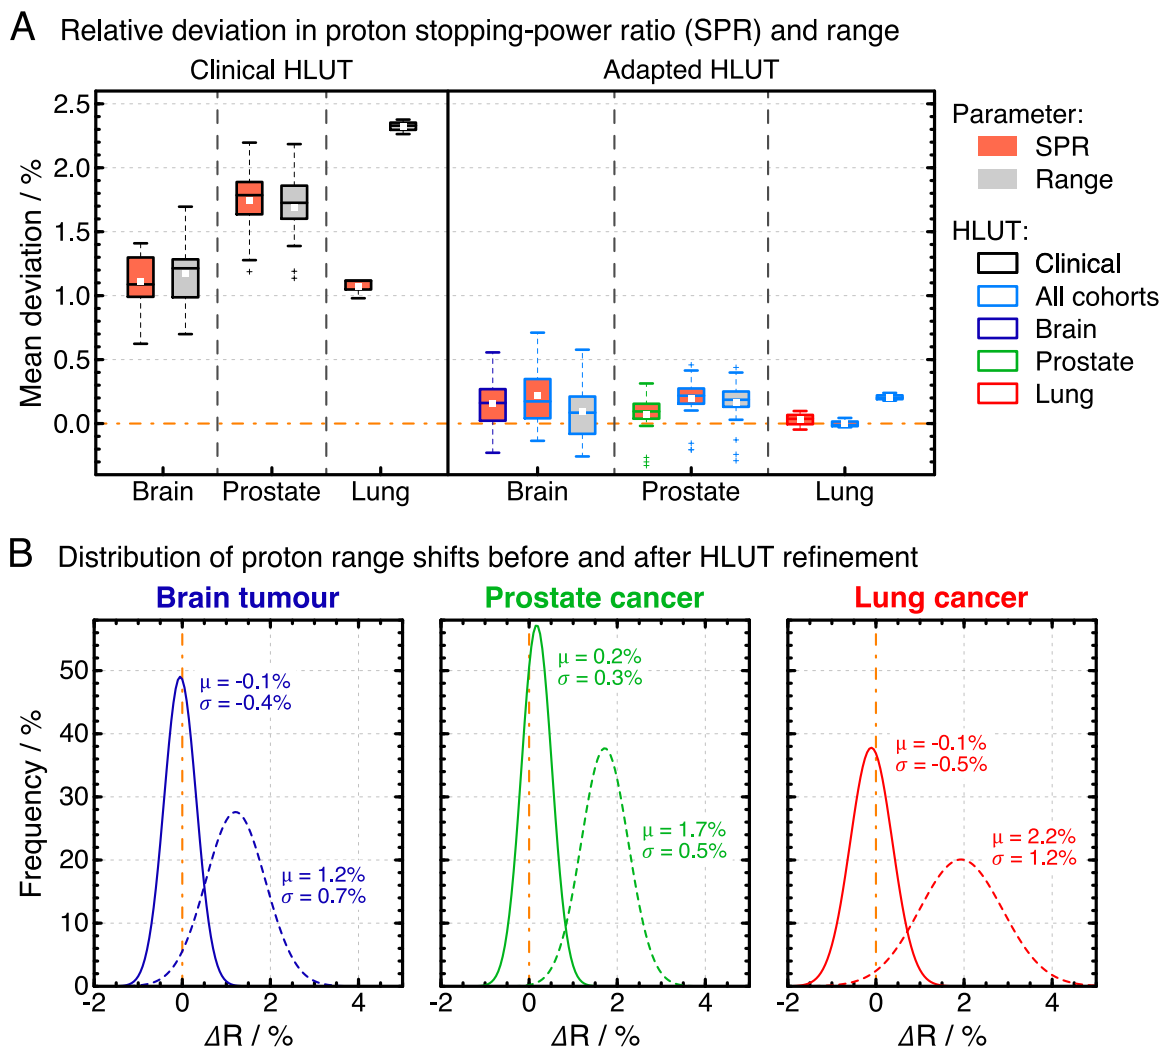 A Relative deviation in proton stopping-power ratio (SPR) and range
Clinical HLUT
Adapted HLUT
Mean deviation / %
2.5
2.0
1.5
1.0
0.5
0.0
Brain
Prostate
Lung
Brain
Prostate
Lung
Parameter:
SPR
Range
HLUT:
Clinical
All cohorts
Brain
Prostate
Lung
B Distribution of proton range shifts before and after HLUT refinement
Brain tumour
Prostate cancer
Lung cancer
Frequency / %
50
40
30
20
10
0
μ = -0.1%
σ = -0.4%
μ = 1.2%
σ = 0.7%
-2 0 2 4
ΔR / %
μ = 0.2%
σ = 0.3%
μ = 1.7%
σ = 0.5%
-2 0 2 4
ΔR / %
μ = -0.1%
σ = -0.5%
μ = 2.2%
σ = 1.2%
-2 0 2 4
ΔR / %